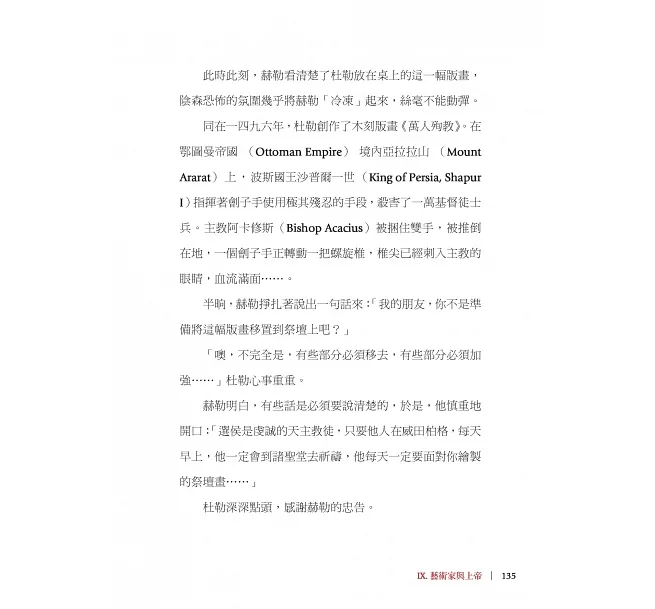 此時此刻，赫勒看清楚了杜勒放在桌上的這一幅版畫，
陰森恐怖的氛圍幾乎將赫勒「冷凍」起來，絲毫不能動彈。
同在一四九六年，杜勒創作了木刻版畫《萬人殉教》。在
鄂圖曼帝國 （Ottoman Empire） 境內亞拉拉山 （Mount
Ararat）上，波斯國王沙普爾一世（King of Persia, Shapur
I）指揮著劊子手使用極其殘忍的手段，殺害了一萬基督徒士
兵。主教阿卡修斯（Bishop Acacius）被捆住雙手，被推倒
在地，一個劊子手正轉動一把螺旋椎，椎尖已經刺入主教的
眼睛，血流滿面……。
半晌，赫勒掙扎著說出一句話來：「我的朋友，你不是準
備將這幅版畫移置到祭壇上吧？」
「噢，不完全是，有些部分必須移去，有些部分必須加
強……」杜勒心事重重。
赫勒明白，有些話是必須要說清楚的，於是，他慎重地
開口：「選侯是虔誠的天主教徒，只要他人在威田柏格，每天
早上，他一定會到諸聖堂去祈禱，他每天一定要面對你繪製
的祭壇畫……」
杜勒深深點頭，感謝赫勒的忠告。
IX. 藝術家與上帝 | 135